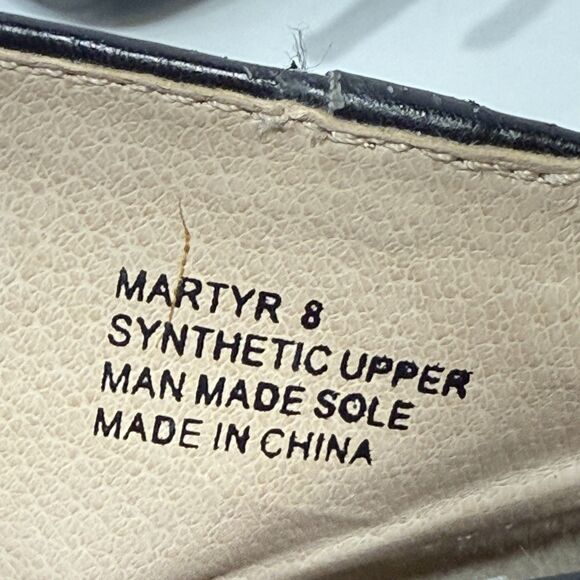 MARTYR 8
SYNTHETIC UPPER
MAN MADE SOLE
MADE IN CHINA